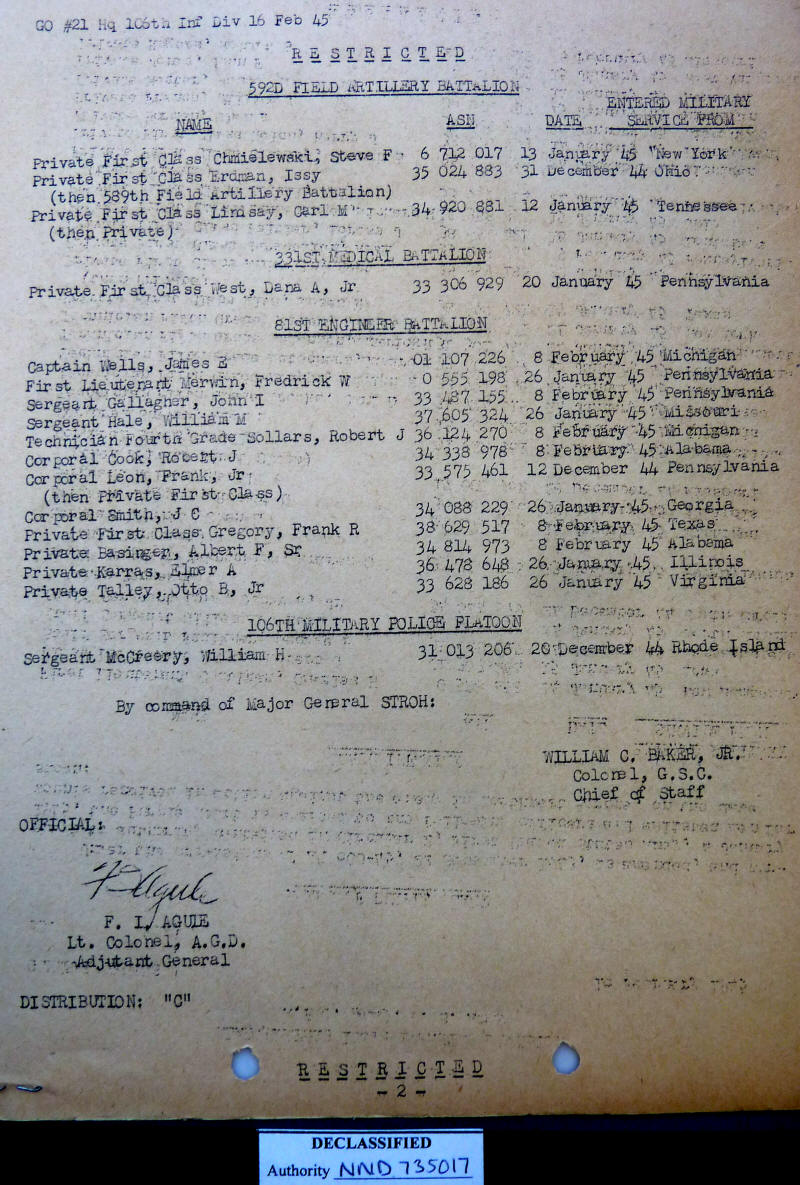 GO #21 Hq 106th Inf Div 16 Feb 45
RESTRICTED
592D FIELD ARTILLERY BATTALION
ENTERED MILITARY
NAME ASN DATE SERVICE FROM
Private First Class Chmielewski, Steve F 6 712 017 13 January 45 New York
Private First Class Erdman, Issy 35 024 883 31 December 44 Ohio
(then 589th Field Artillery Battalion)
Private First Class Lindsay, Carl M 34 920 881 12 January 45 Tennessee
(then Private)
331ST MEDICAL BATTALION
Private First Class West, Dana A, Jr 33 306 929 20 January 45 Pennsylvania
81ST ENGINEER BATTALION
Captain Wells, James E 01 107 226 8 February 45 Michigan
First Lieutenant Merwin, Fredrick W 0 555 198 26 January 45 Pennsylvania
Sergeant Gallagher, John I 33 487 155 8 February 45 Pennsylvania
Sergeant Hale, William M 37 605 324 26 January 45 Missouri
Technician Fourth Grade Sollars, Robert J 36 124 270 8 February 45 Michigan
Corporal Cook, Robert J 34 338 978 8 February 45 Alabama
Corporal Leon, Frank, Jr 33 575 461 12 December 44 Pennsylvania
(then Private First Class)
Corporal Smith, J C 34 088 229 26 January 45 Georgia
Private First Class Gregory, Frank R 38 629 517 8 February 45 Texas
Private Basinger, Albert F, Sr 34 814 973 8 February 45 Alabama
Private Karras, Elmer A 36 478 648 26 January 45 Illinois
Private Talley, Otto B, Jr 33 628 186 26 January 45 Virginia
106TH MILITARY POLICE PLATOON
Sergeant McCreery, William H 31 013 206 20 December 44 Rhode Island
By command of Major General STROH:
WILLIAM C. BAKER, JR.
Colonel, G.S.C.
Chief of Staff
OFFICIAL:
F. I. AGULE
Lt. Colonel, A.G.D.
Adjutant General
DISTRIBUTION: "C"
RESTRICTED
- 2 -
DECLASSIFIED
Authority NND 735017